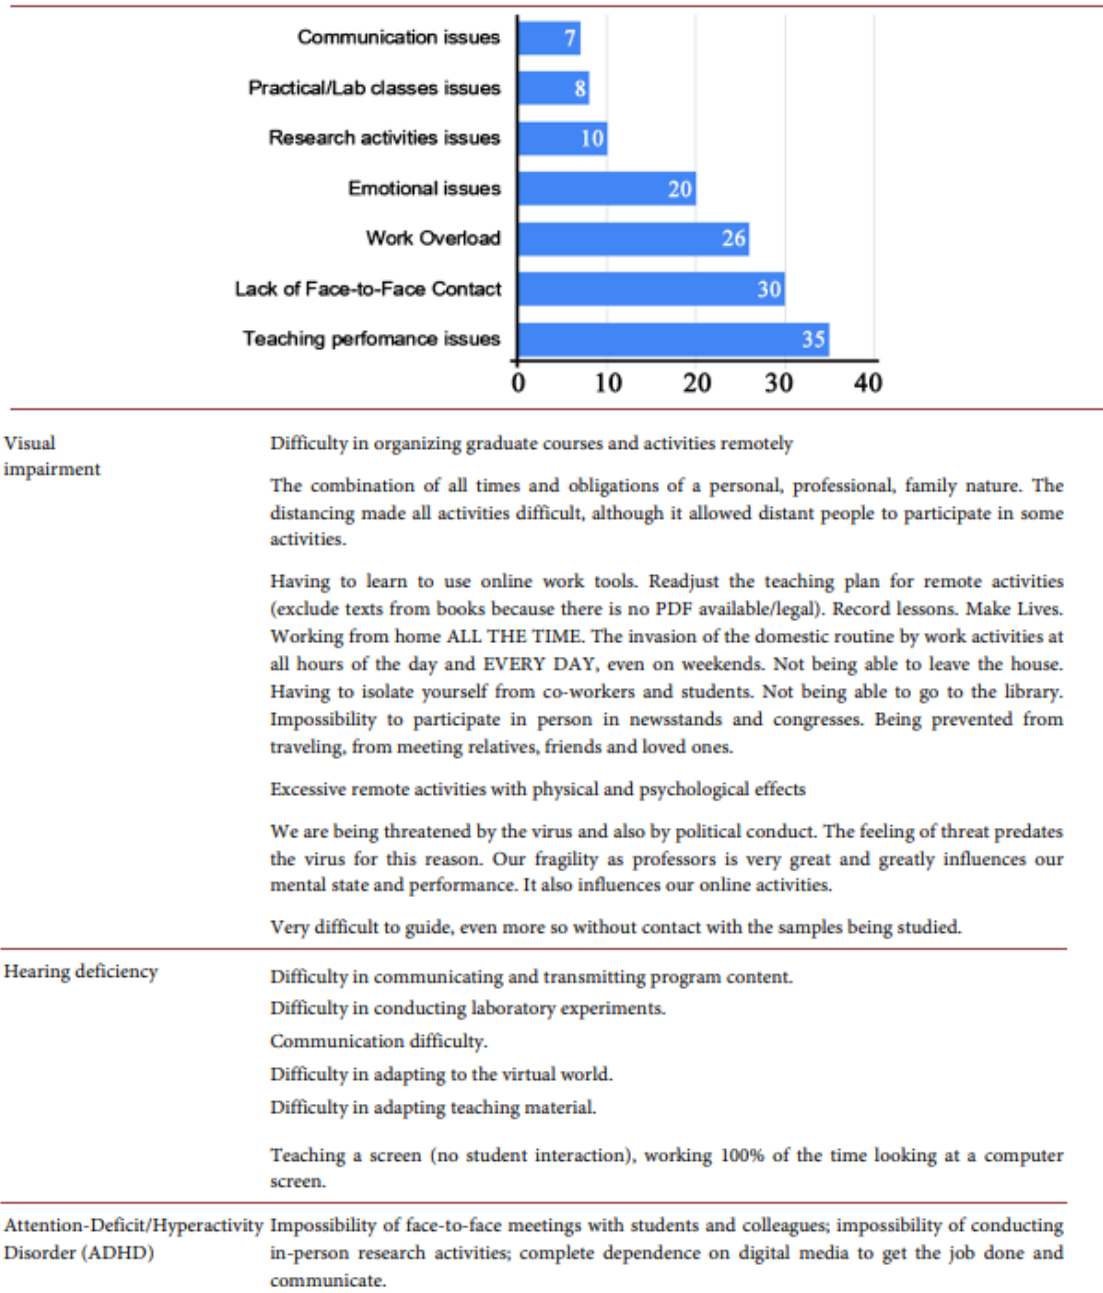 Communication issues 7
Practical/Lab classes issues 8
Research activities issues 10
Emotional issues 20
Work Overload 26
Lack of Face-to-Face Contact 30
Teaching perfomance issues 35
0 10 20 30 40
Visual
impairment
Difficulty in organizing graduate courses and activities remotely
The combination of all times and obligations of a personal, professional, family nature. The
distancing made all activities difficult, although it allowed distant people to participate in some
activities.
Having to learn to use online work tools. Readjust the teaching plan for remote activities
(exclude texts from books because there is no PDF available/legal). Record lessons. Make Lives.
Working from home ALL THE TIME. The invasion of the domestic routine by work activities at
all hours of the day and EVERY DAY, even on weekends. Not being able to leave the house.
Having to isolate yourself from co-workers and students. Not being able to go to the library.
Impossibility to participate in person in newsstands and congresses. Being prevented from
traveling, from meeting relatives, friends and loved ones.
Excessive remote activities with physical and psychological effects
We are being threatened by the virus and also by political conduct. The feeling of threat predates
the virus for this reason. Our fragility as professors is very great and greatly influences our
mental state and performance. It also influences our online activities.
Very difficult to guide, even more so without contact with the samples being studied.
Hearing deficiency
Difficulty in communicating and transmitting program content.
Difficulty in conducting laboratory experiments.
Communication difficulty.
Difficulty in adapting to the virtual world.
Difficulty in adapting teaching material.
Teaching a screen (no student interaction), working 100% of the time looking at a computer
screen.
Attention-Deficit/Hyperactivity
Disorder (ADHD)
Impossibility of face-to-face meetings with students and colleagues; impossibility of conducting
in-person research activities; complete dependence on digital media to get the job done and
communicate.